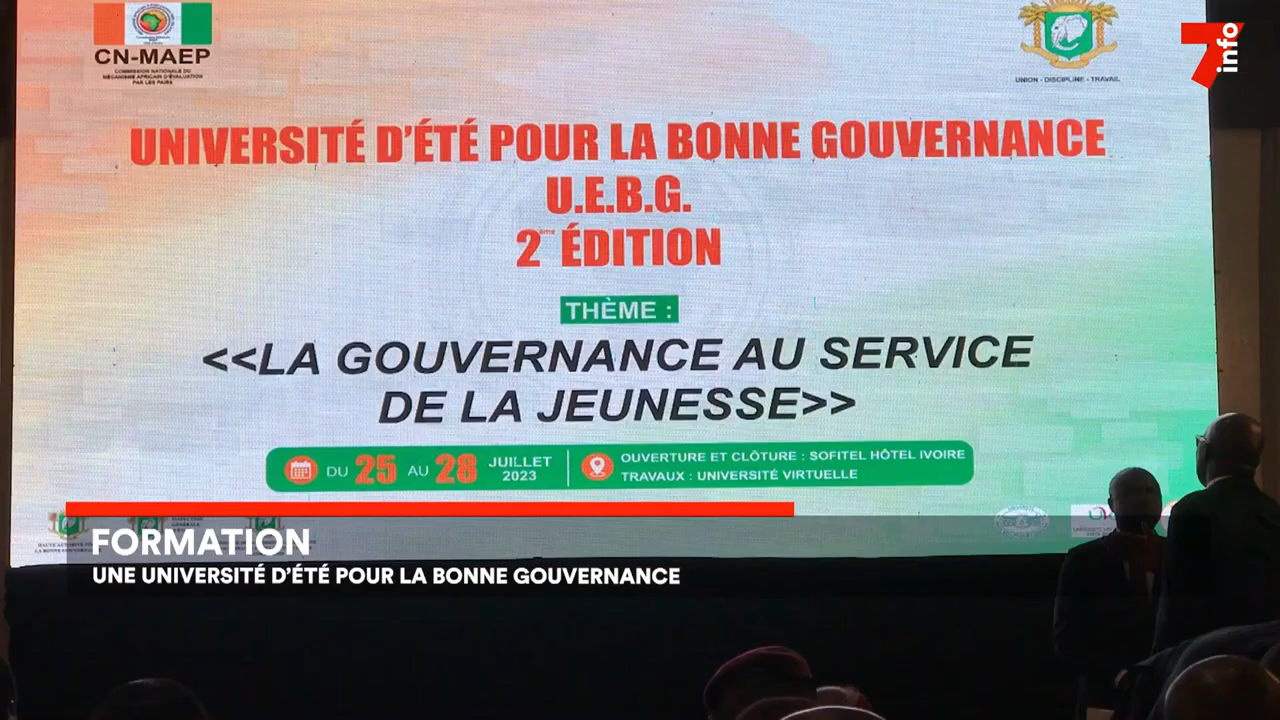 CN-MAEP
COMMISSION NATIONALE DU
MÉCANISME AFRICAIN D'ÉVALUATION
PAR LES PAIRS
UNION - DISCIPLINE - TRAVAIL
7info
UNIVERSITÉ D'ÉTÉ POUR LA BONNE GOUVERNANCE
U.E.B.G.
2ème ÉDITION
THÈME :
<<LA GOUVERNANCE AU SERVICE
DE LA JEUNESSE>>
DU 25 AU 28 JUILLET 2023
OUVERTURE ET CLÔTURE : SOFITEL HÔTEL IVOIRE
TRAVAUX : UNIVERSITÉ VIRTUELLE
FORMATION
UNE UNIVERSITÉ D'ÉTÉ POUR LA BONNE GOUVERNANCE